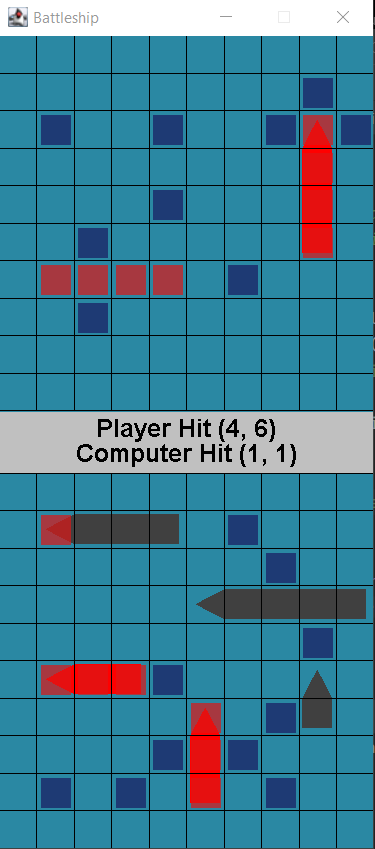 Battleship
Player Hit (4, 6)
Computer Hit (1, 1)